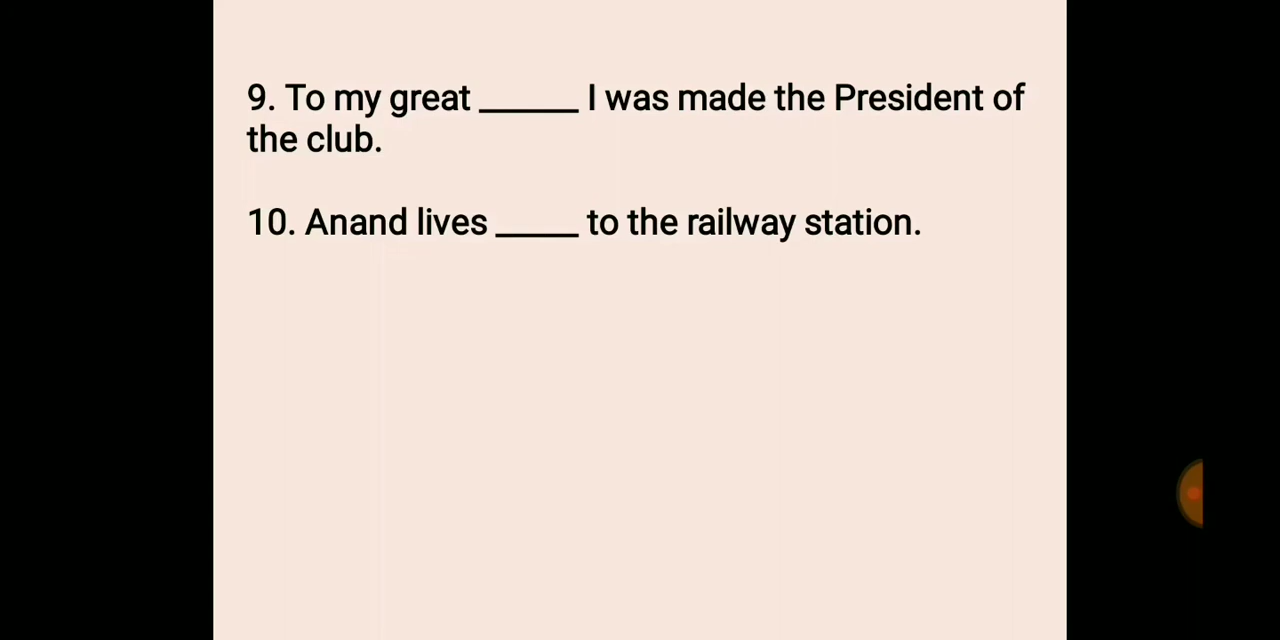 9. To my great _____ I was made the President of
the club.
10. Anand lives ____ to the railway station.